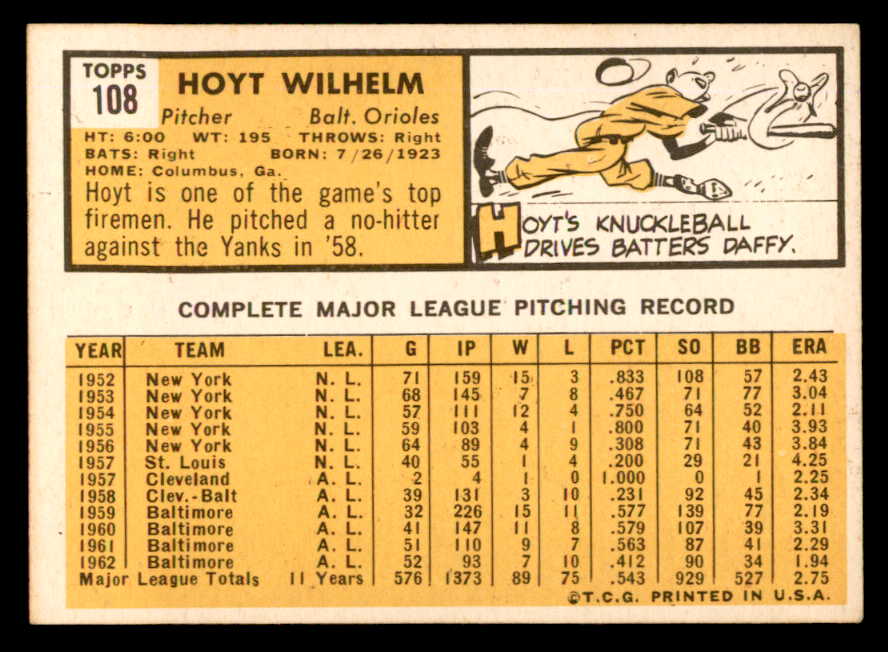 TOPPS
108
HOYT WILHELM
Pitcher Balt. Orioles
HT: 6:00 WT: 195 THROWS: Right
BATS: Right BORN: 7/26/1923
HOME: Columbus, Ga.
Hoyt is one of the game's top
firemen. He pitched a no-hitter
against the Yanks in '58.
HOYT'S KNUCKLEBALL
DRIVES BATTERS DAFFY.
COMPLETE MAJOR LEAGUE PITCHING RECORD
YEAR TEAM LEA. G IP W L PCT SO BB ERA
1952 New York N. L. 71 159 15 3 .833 108 57 2.43
1953 New York N. L. 68 145 7 8 .467 71 77 3.04
1954 New York N. L. 57 111 12 4 .750 64 52 2.11
1955 New York N. L. 59 103 4 1 .800 71 40 3.93
1956 New York N. L. 64 89 4 9 .308 71 43 3.84
1957 St. Louis N. L. 40 55 1 4 .200 29 21 4.25
1957 Cleveland A. L. 2 4 1 0 1.000 0 1 2.25
1958 Clev.-Balt A. L. 39 131 3 10 .231 92 45 2.34
1959 Baltimore A. L. 32 226 15 11 .577 139 77 2.19
1960 Baltimore A. L. 41 147 11 8 .579 107 39 3.31
1961 Baltimore A. L. 51 110 9 7 .563 87 41 2.29
1962 Baltimore A. L. 52 93 7 10 .412 90 34 1.94
Major League Totals 11 Years 576 1373 89 75 .543 929 527 2.75
©T.C.G. PRINTED IN U.S.A.